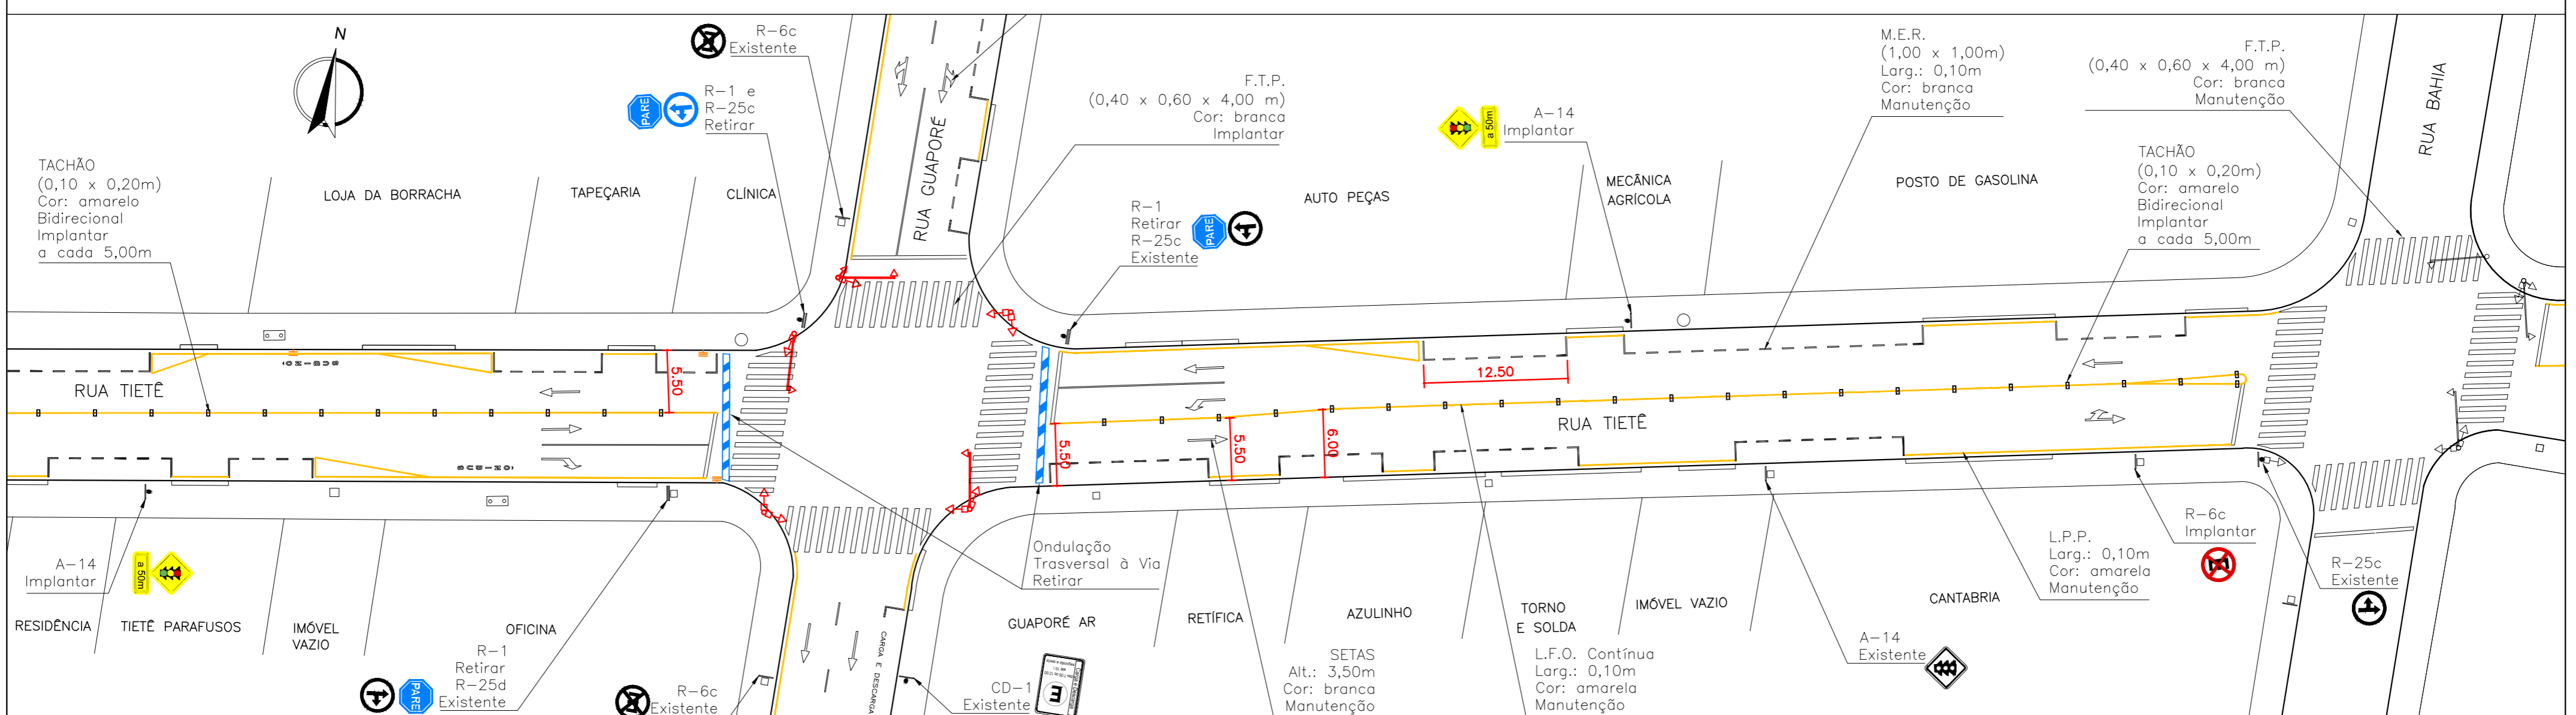 N
R-6c
Existente
R-1 e
R-25c
Retirar
PARE
F.T.P.
(0,40 x 0,60 x 4,00 m)
Cor: branca
Implantar
A-14
Implantar
a 50m
M.E.R.
(1,00 x 1,00m)
Larg.: 0,10m
Cor: branca
Manutenção
F.T.P.
(0,40 x 0,60 x 4,00 m)
Cor: branca
Manutenção
RUA BAHIA
TACHÃO
(0,10 x 0,20m)
Cor: amarelo
Bidirecional
Implantar
a cada 5,00m
LOJA DA BORRACHA
TAPEÇARIA
CLÍNICA
RUA GUAPORÉ
R-1
Retirar
R-25c
Existente
PARE
AUTO PEÇAS
MECÂNICA
AGRÍCOLA
POSTO DE GASOLINA
TACHÃO
(0,10 x 0,20m)
Cor: amarelo
Bidirecional
Implantar
a cada 5,00m
ÔNIBUS
RUA TIETÊ
5.50
12.50
RUA TIETÊ
5.50
5.50
6.00
ÔNIBUS
A-14
Implantar
a 50m
RESIDÊNCIA
TIETÊ PARAFUSOS
IMÓVEL
VAZIO
OFICINA
R-1
Retirar
R-25d
Existente
PARE
R-6c
Existente
CARGA E DESCARGA
CD-1
Existente
E
Ondulação
Trasversal à Via
Retirar
GUAPORÉ AR
RETÍFICA
AZULINHO
TORNO
E SOLDA
IMÓVEL VAZIO
CANTABRIA
SETAS
Alt.: 3,50m
Cor: branca
Manutenção
L.F.O. Contínua
Larg.: 0,10m
Cor: amarela
Manutenção
A-14
Existente
L.P.P.
Larg.: 0,10m
Cor: amarela
Manutenção
R-6c
Implantar
R-25c
Existente